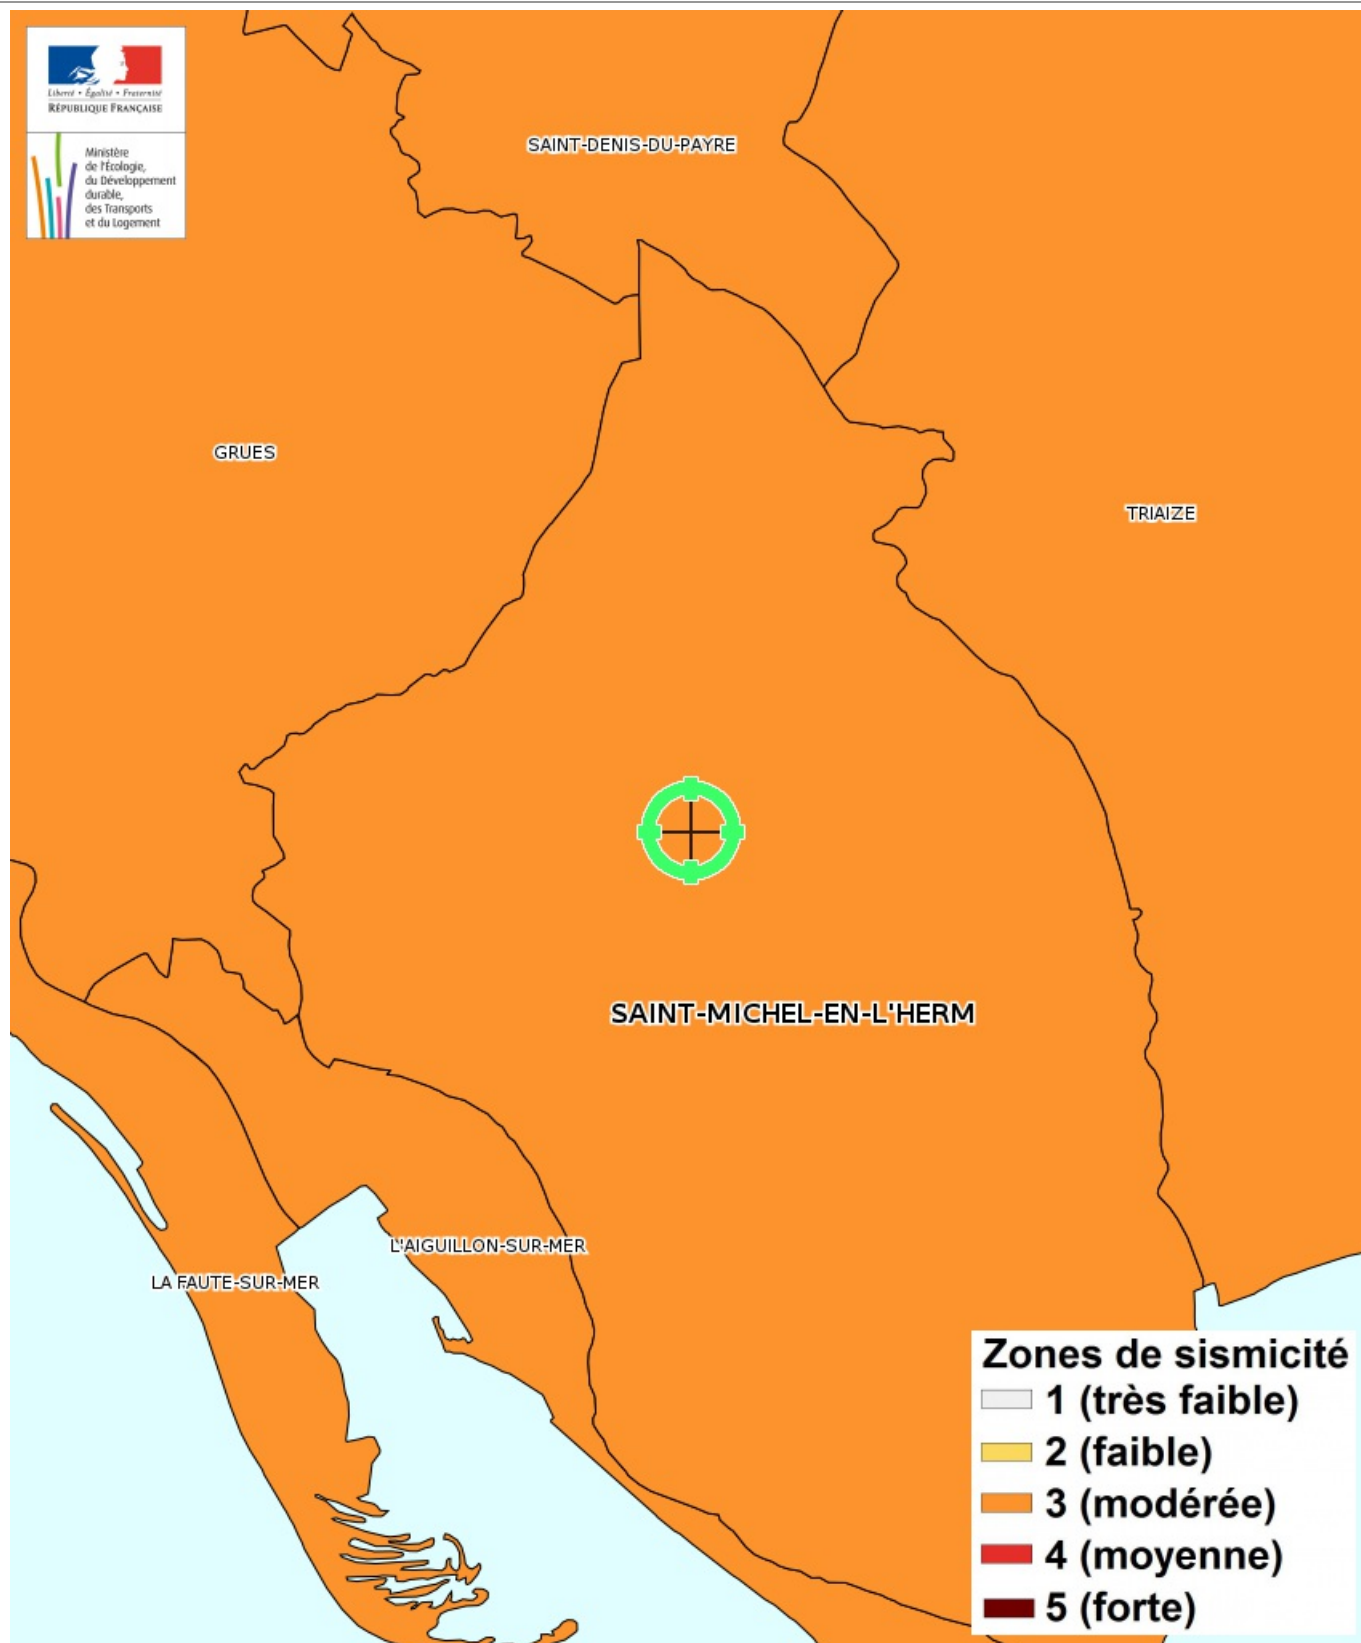 Liberté • Égalité • Fraternité
RÉPUBLIQUE FRANÇAISE
Ministère
de l'Écologie,
du Développement
durable,
des Transports
et du Logement
SAINT-DENIS-DU-PAYRE
GRUES
TRIAIZE
SAINT-MICHEL-EN-L'HERM
L'AIGUILLON-SUR-MER
LA FAUTE-SUR-MER
Zones de sismicité
1 (très faible)
2 (faible)
3 (modérée)
4 (moyenne)
5 (forte)